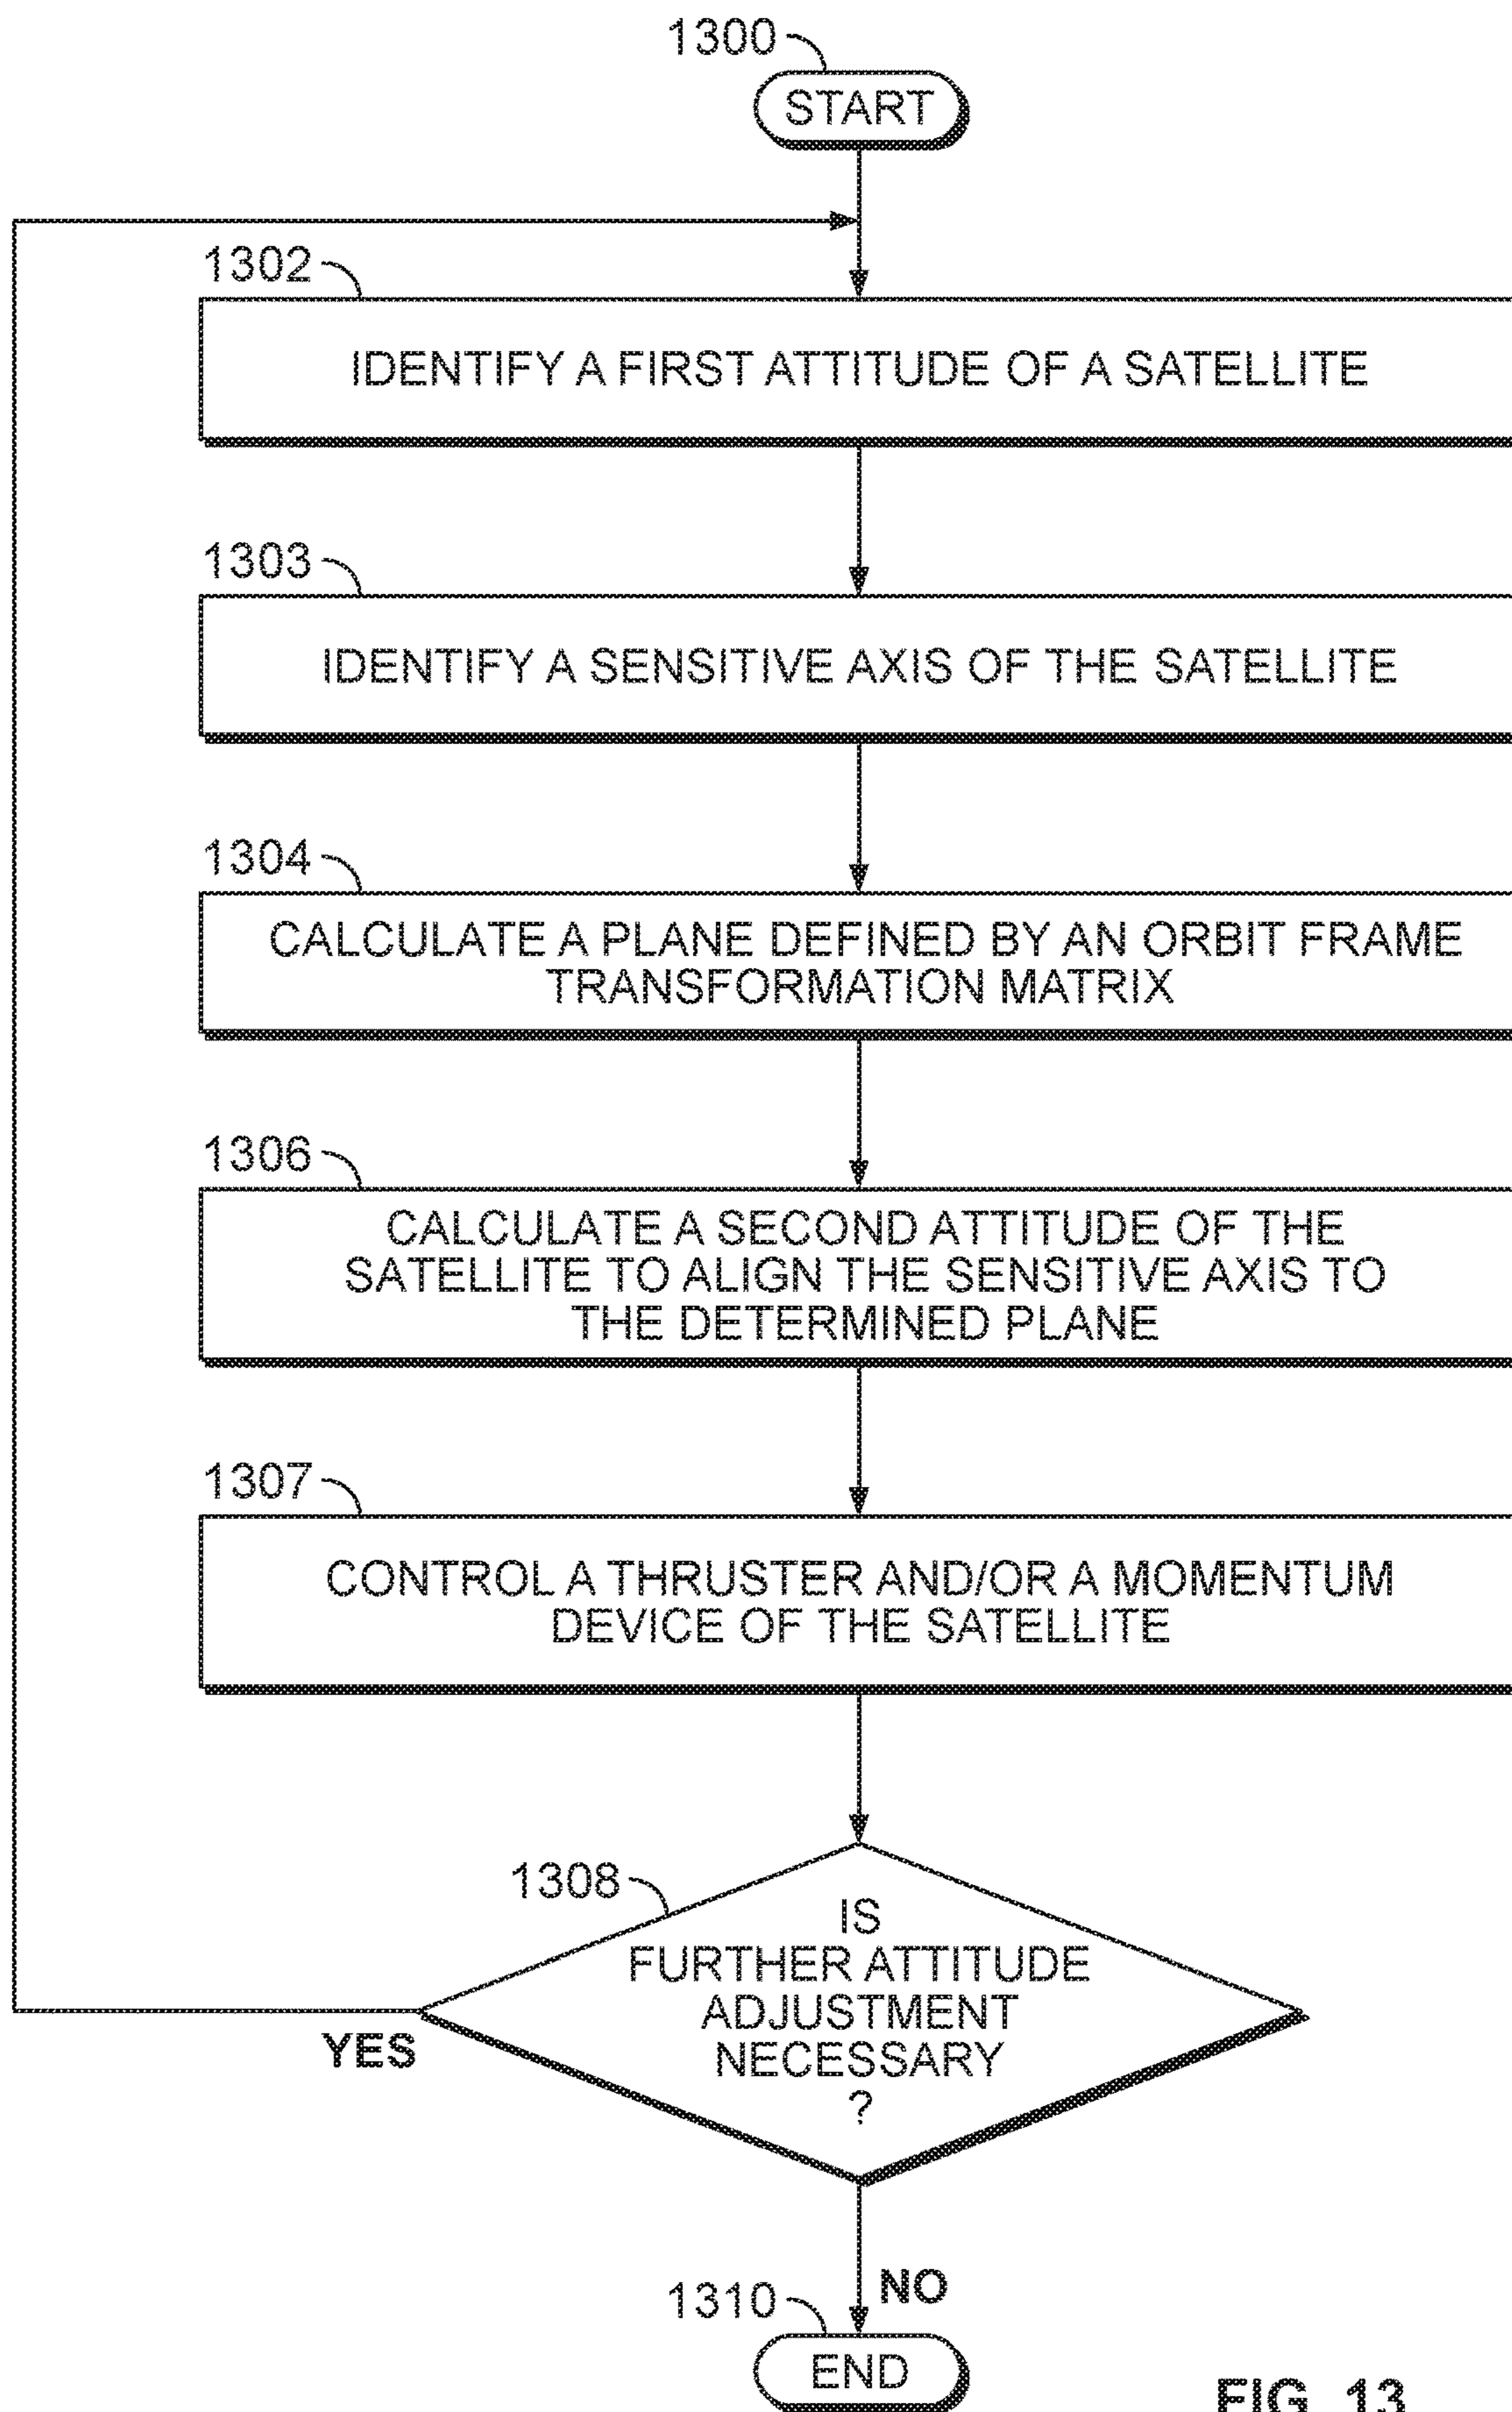 1300
START
1302
IDENTIFY A FIRST ATTITUDE OF A SATELLITE
1303
IDENTIFY A SENSITIVE AXIS OF THE SATELLITE
1304
CALCULATE A PLANE DEFINED BY AN ORBIT FRAME
TRANSFORMATION MATRIX
1306
CALCULATE A SECOND ATTITUDE OF THE
SATELLITE TO ALIGN THE SENSITIVE AXIS TO
THE DETERMINED PLANE
1307
CONTROL A THRUSTER AND/OR A MOMENTUM
DEVICE OF THE SATELLITE
1308
IS
FURTHER ATTITUDE
ADJUSTMENT
NECESSARY
?
YES
NO
1310
END
FIG. 13